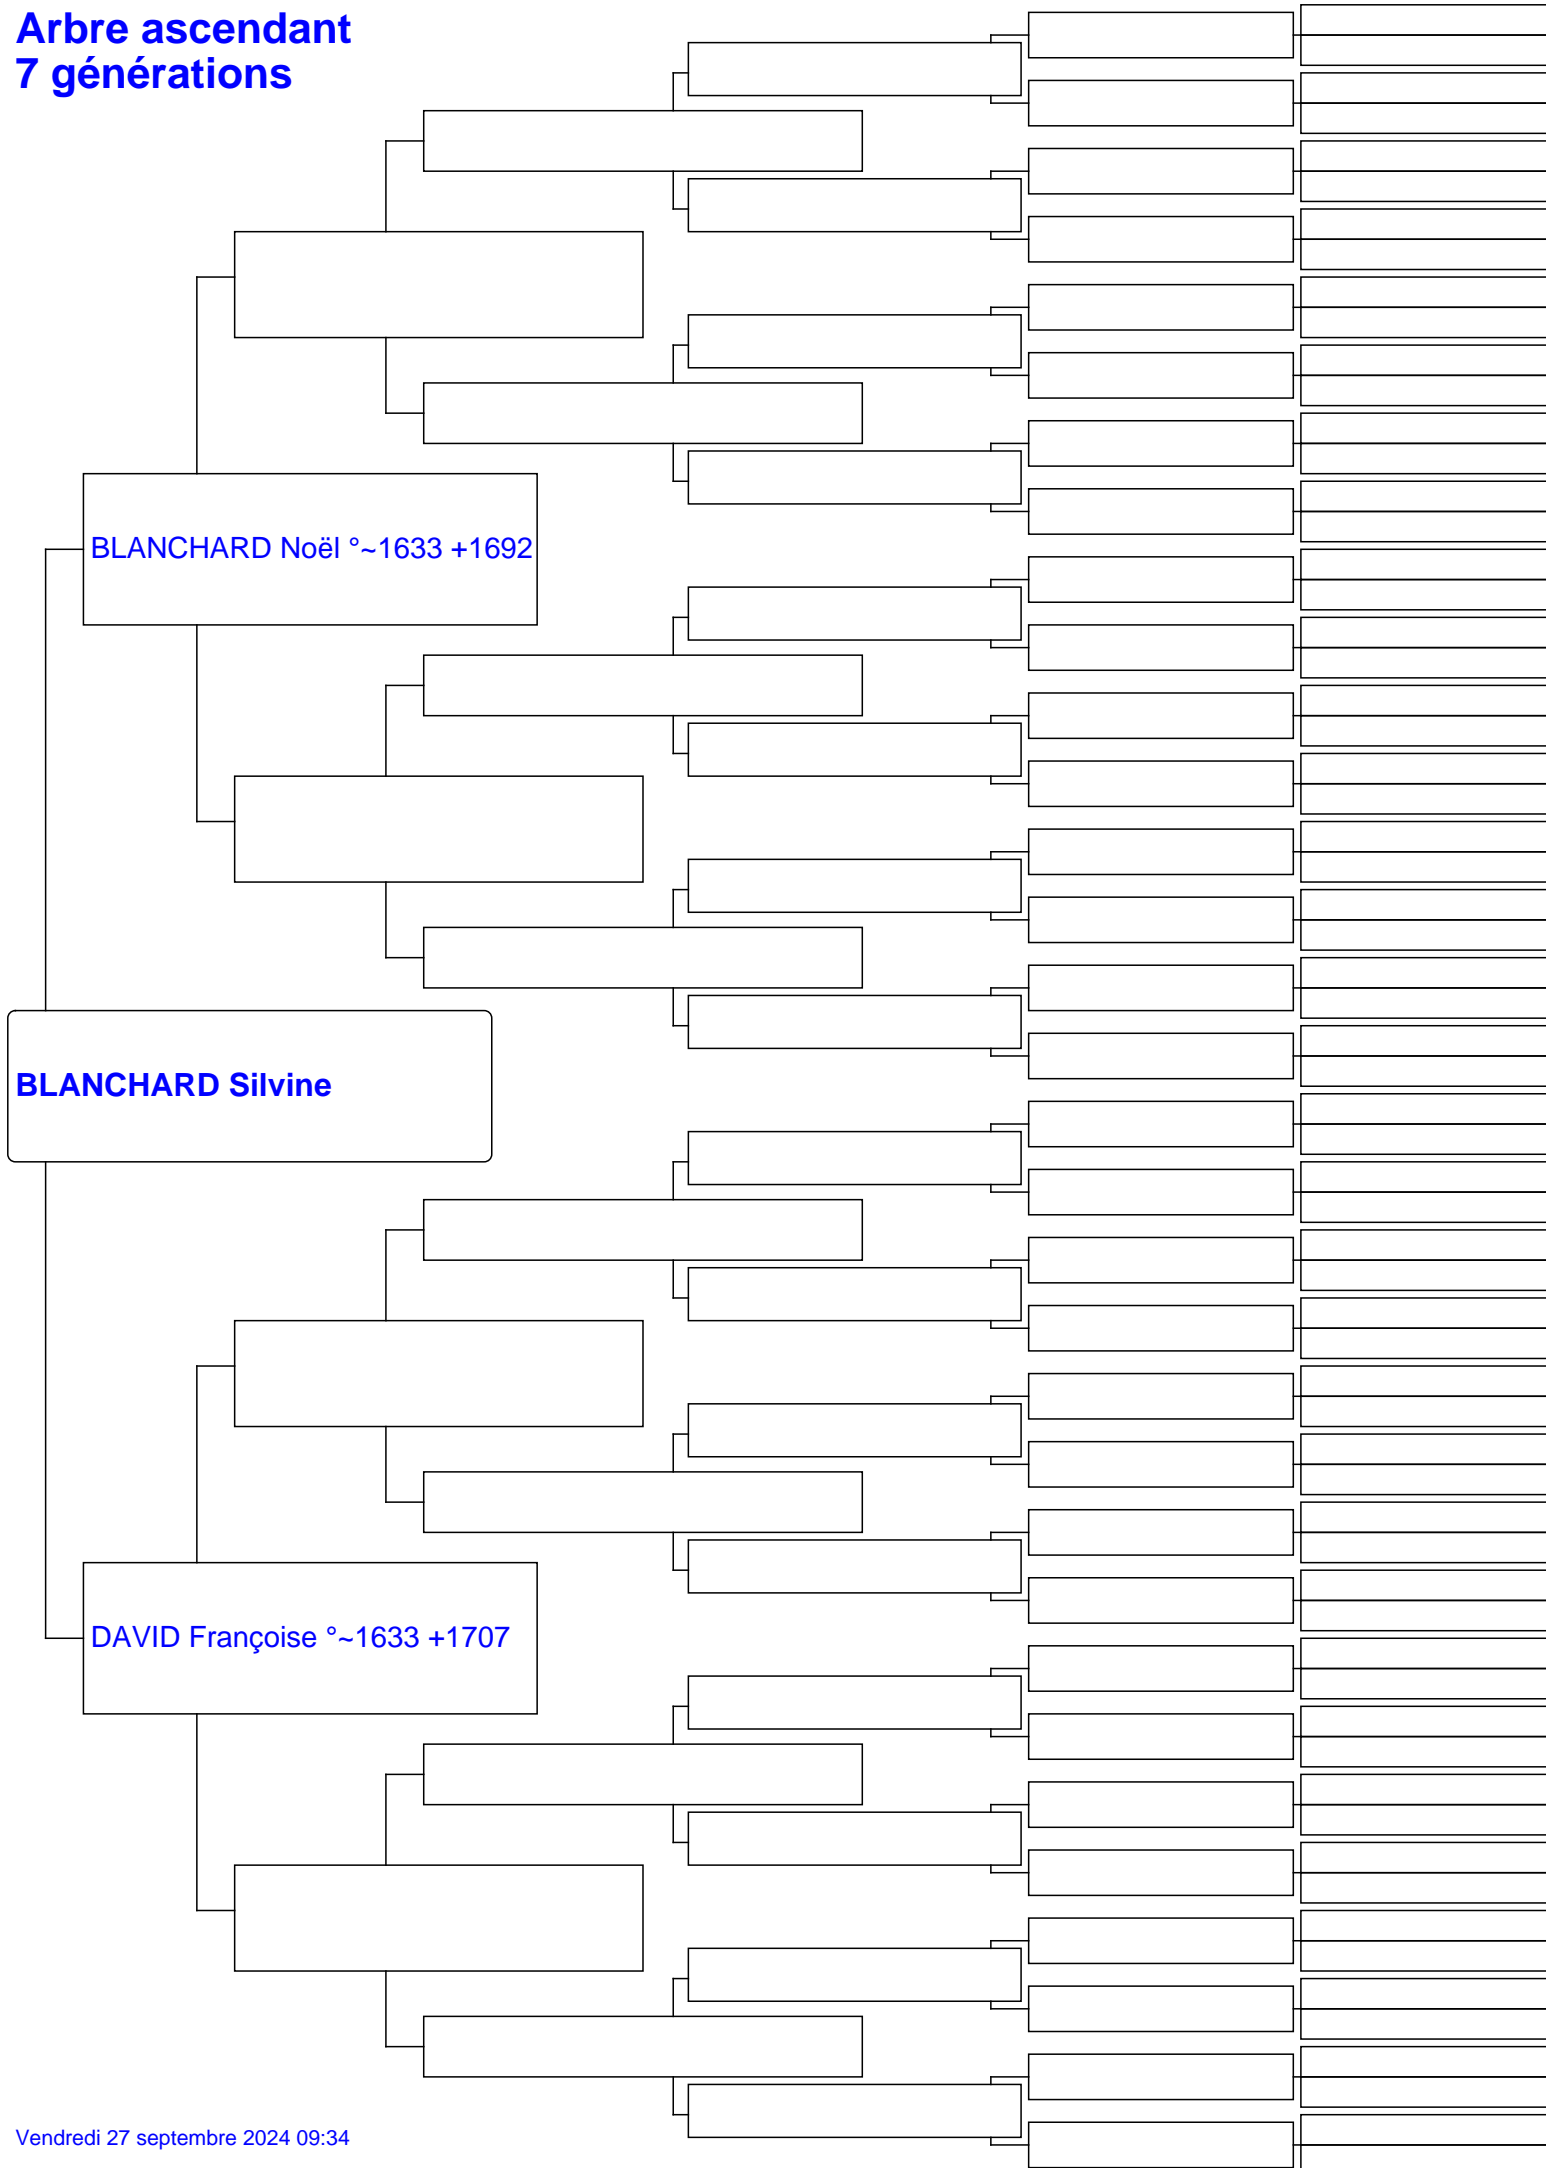 Arbre ascendant
7 générations
BLANCHARD Noël °~1633 +1692
BLANCHARD Silvine
DAVID Françoise °~1633 +1707
Vendredi 27 septembre 2024 09:34